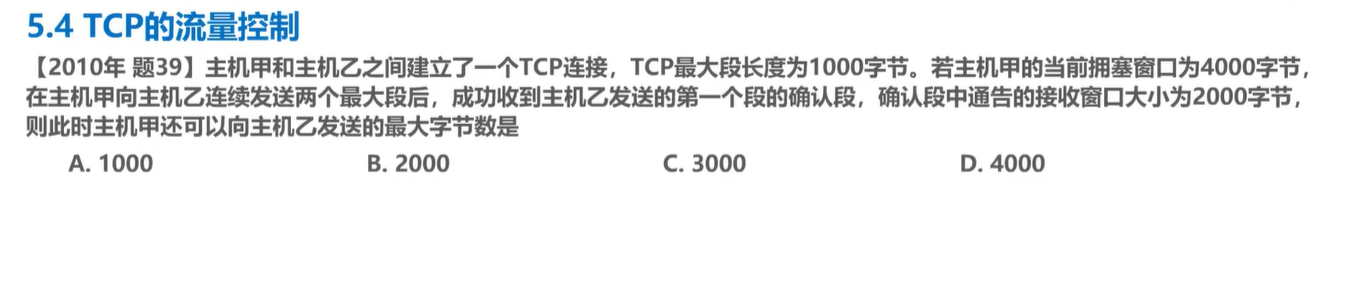 5.4 TCP的流量控制
【2010年 题39】主机甲和主机乙之间建立了一个TCP连接，TCP最大段长度为1000字节。若主机甲的当前拥塞窗口为4000字节，
在主机甲向主机乙连续发送两个最大段后，成功收到主机乙发送的第一个段的确认段，确认段中通告的接收窗口大小为2000字节，
则此时主机甲还可以向主机乙发送的最大字节数是
A. 1000 B. 2000 C. 3000 D. 4000